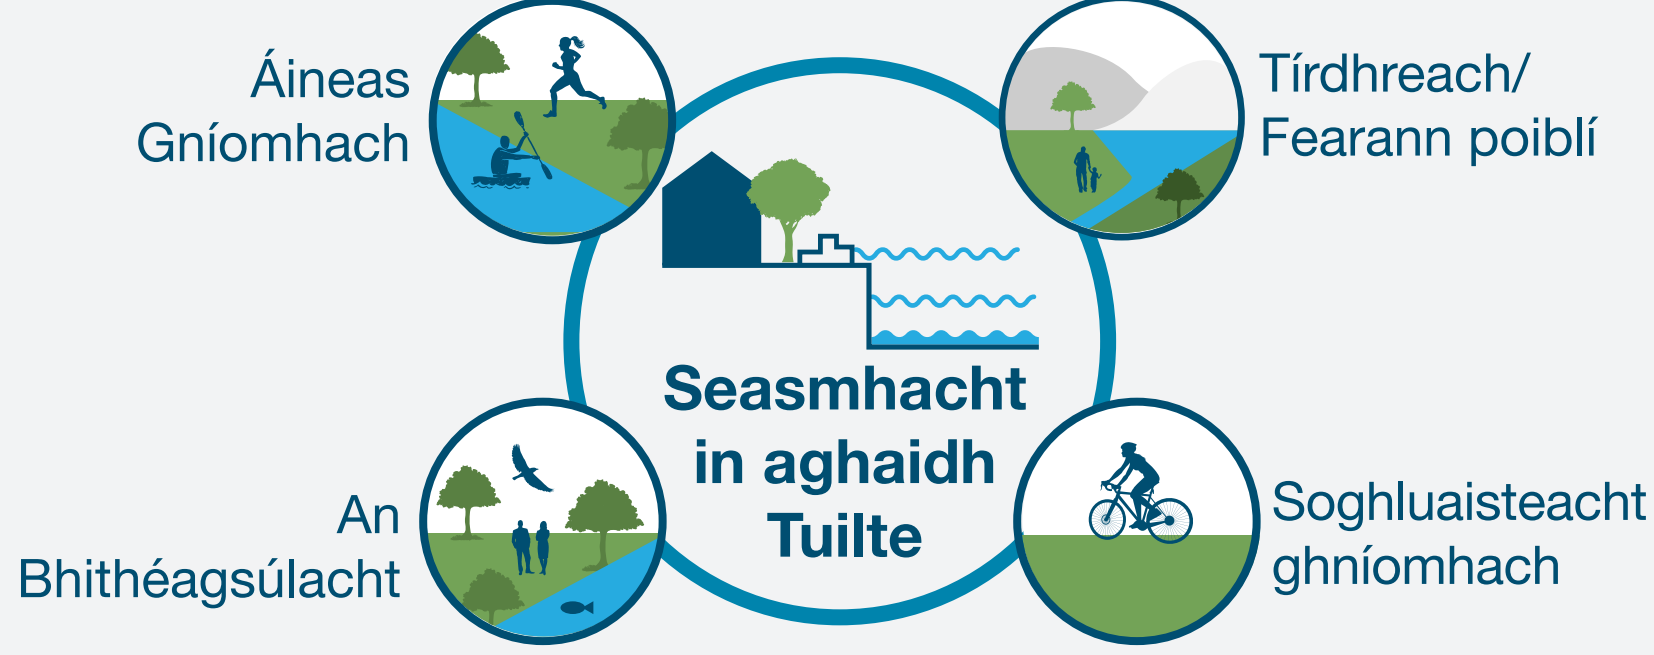 Áineas
Gníomhach
Tírdhreach/
Fearann poiblí
Seasmhacht
in aghaidh
Tuilte
An
Bhithéagsúlacht
Soghluaisteacht
ghníomhach